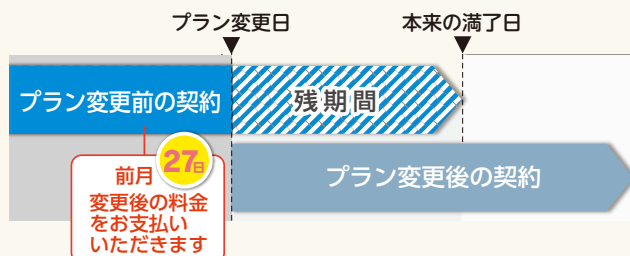 プラン変更日
本来の満了日
プラン変更前の契約
残期間
前月27日
変更後の料金
をお支払い
いただきます
プラン変更後の契約